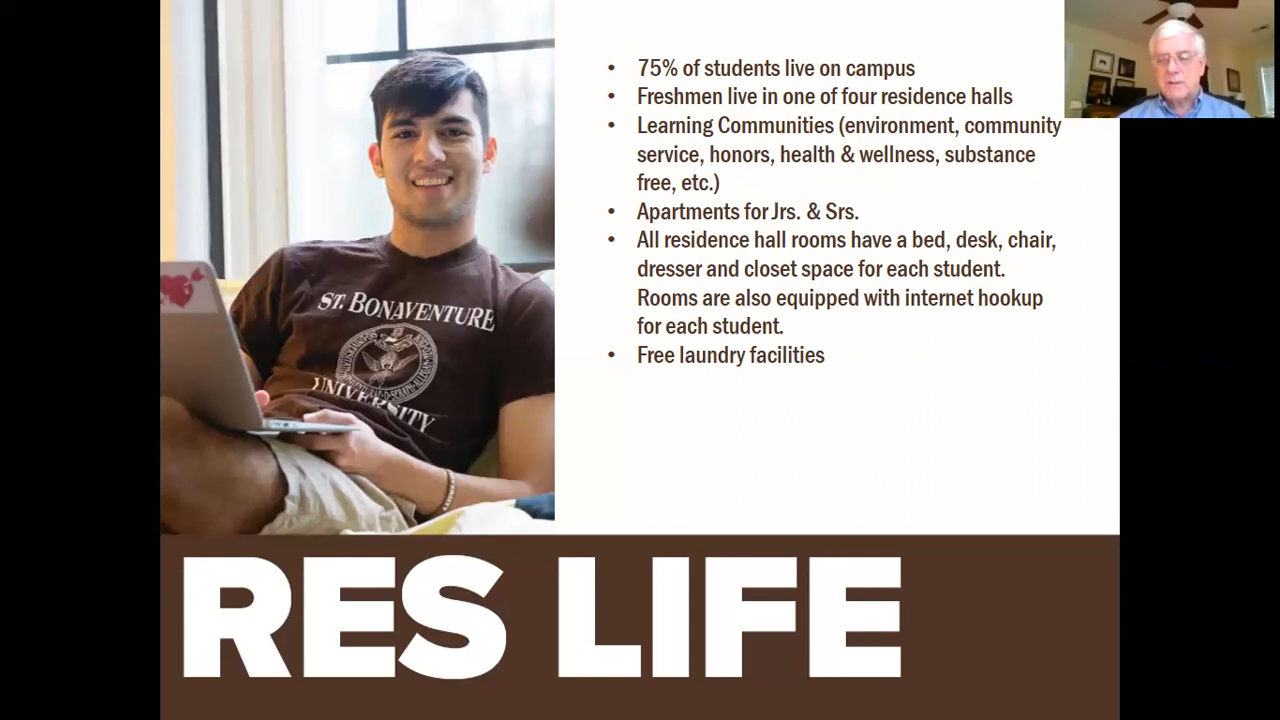 • 75% of students live on campus
• Freshmen live in one of four residence halls
• Learning Communities (environment, community
service, honors, health & wellness, substance
free, etc.)
• Apartments for Jrs. & Srs.
• All residence hall rooms have a bed, desk, chair,
dresser and closet space for each student.
Rooms are also equipped with internet hookup
for each student.
• Free laundry facilities
ST. BONAVENTURE
UNIVERSITY
RES LIFE